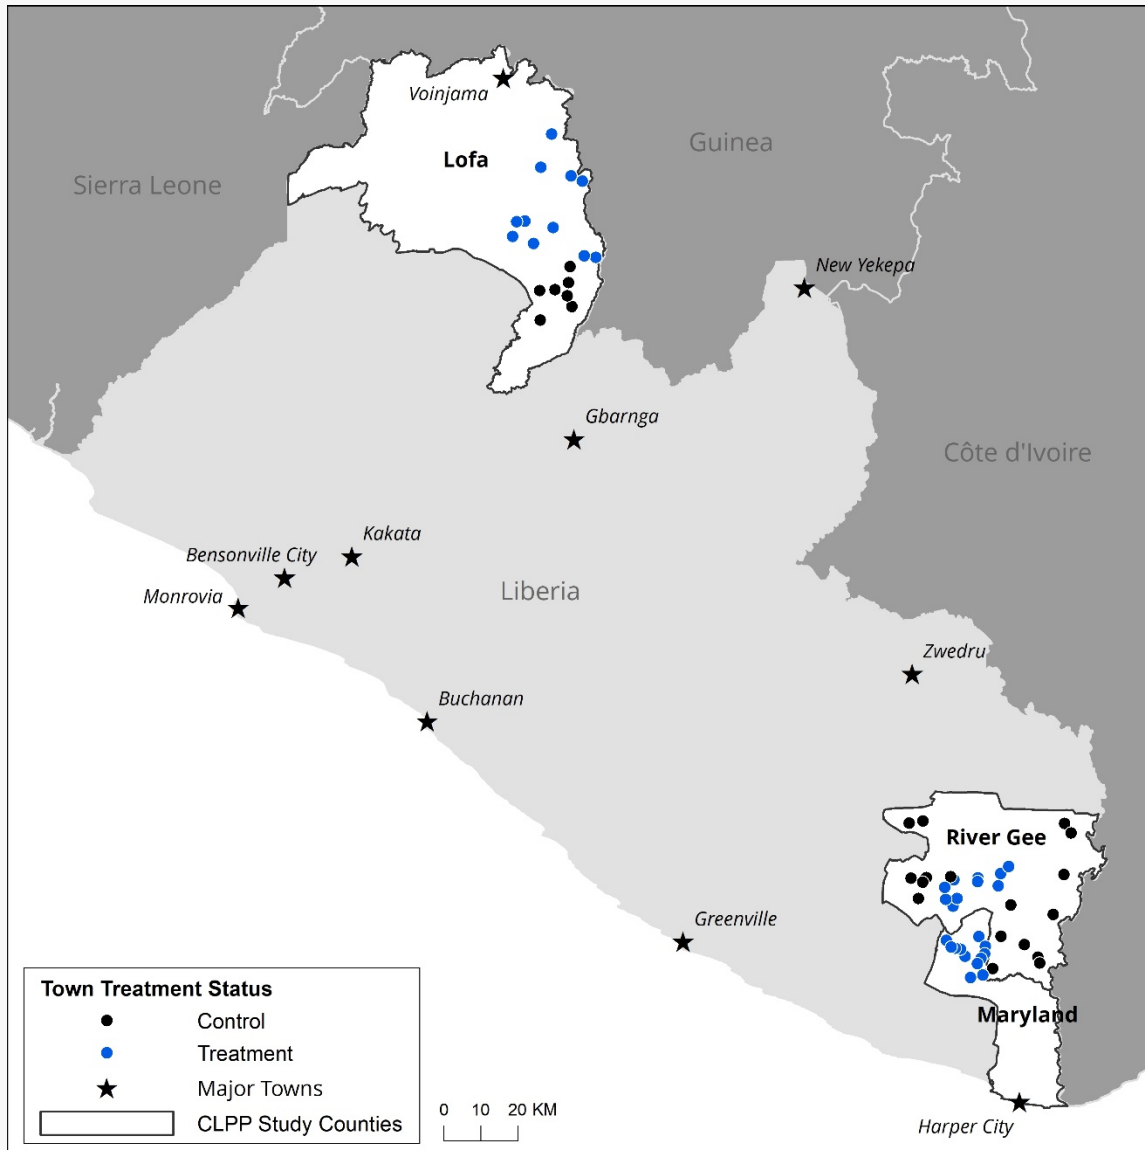 Voinjama
Lofa
Guinea
Sierra Leone
New Yekepa
Gbarnga
Côte d'Ivoire
Kakata
Bensonville City
Monrovia
Liberia
Zwedru
Buchanan
River Gee
Greenville
Maryland
Harper City
Town Treatment Status
Control
Treatment
Major Towns
CLPP Study Counties
0 10 20 KM